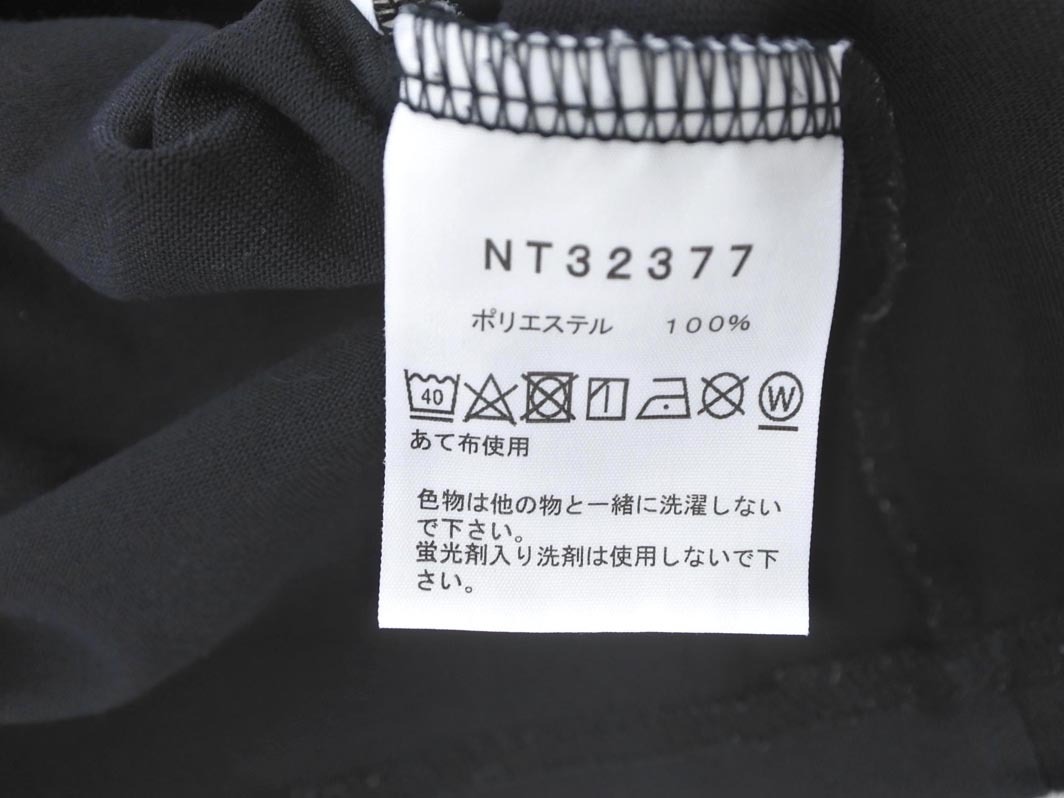 NT32377
ポリエステル 100%
40 W
あて布使用
色物は他の物と一緒に洗濯しない
で下さい。
蛍光剤入り洗剤は使用しないで下
さい。